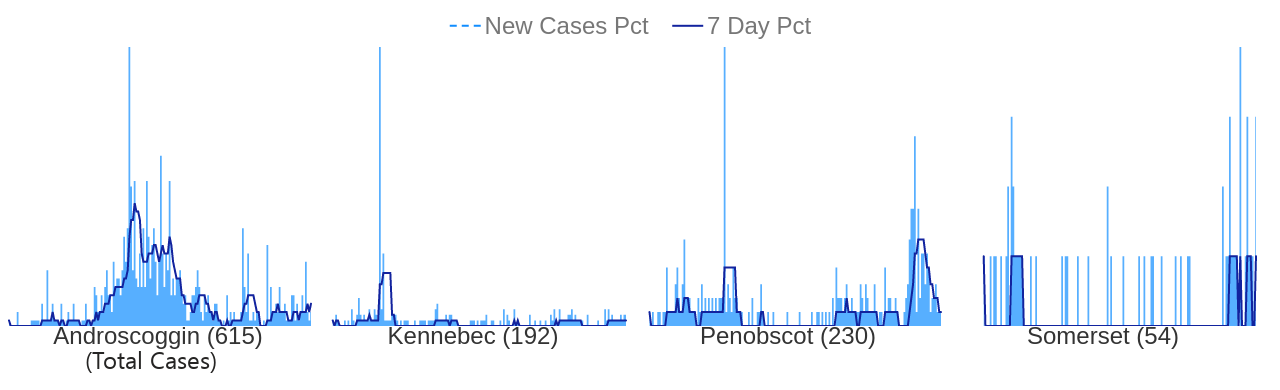 New Cases Pct 7 Day Pct
Androscoggin (615) Kennebec (192) Penobscot (230) Somerset (54)
(Total Cases)